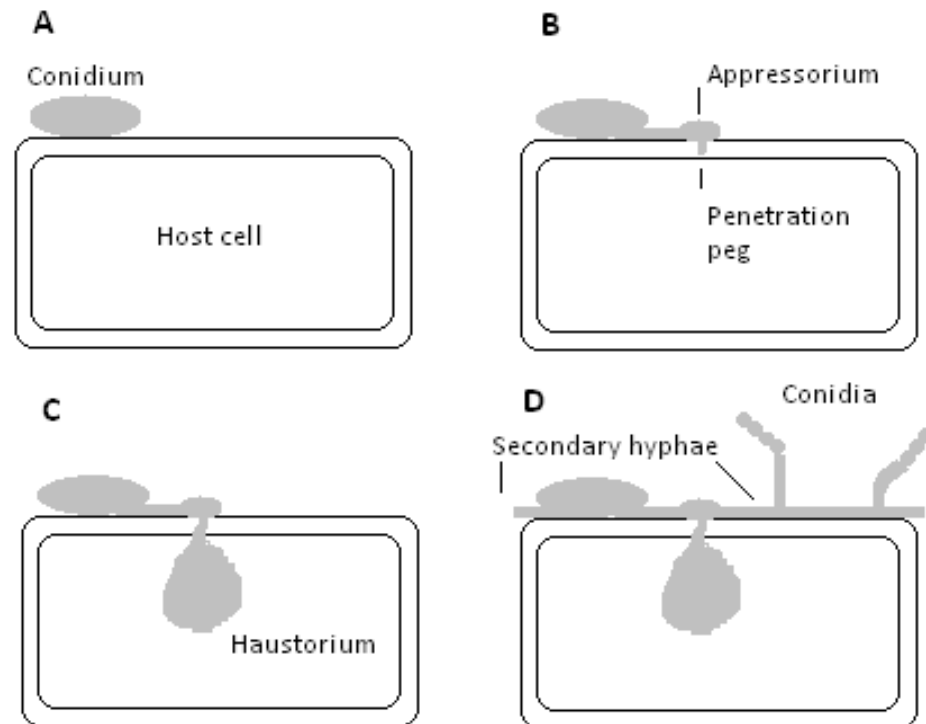 A
Conidium
Host cell
B
Appressorium
Penetration
peg
C
Haustorium
D
Conidia
Secondary hyphae